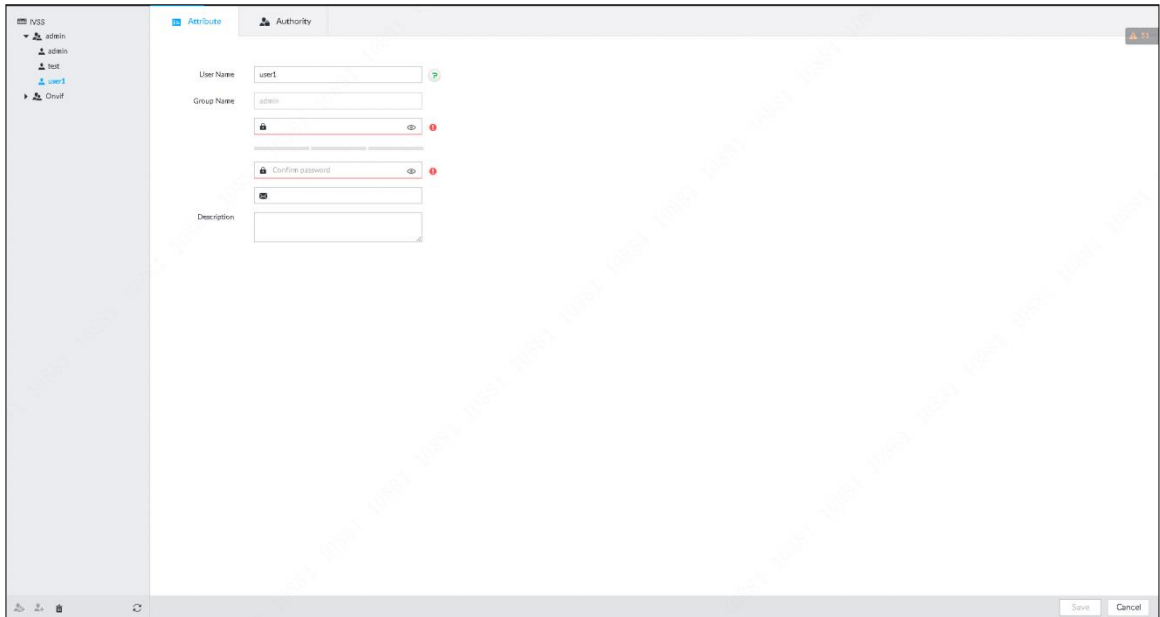 IVSS
admin
admin
test
user1
Onvif
Attribute
Authority
51
User Name
user1
Group Name
admin
Confirm password
Description
Save
Cancel